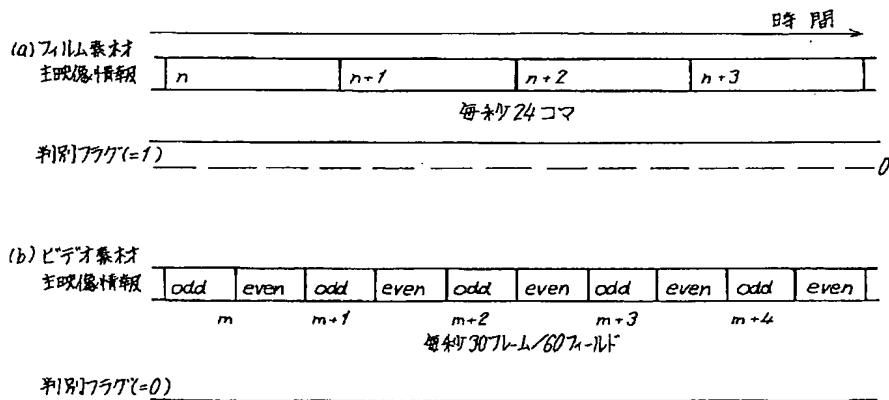 時間
(a)フィルム素材
主映像情報 n n+1 n+2 n+3
毎秒24コマ
判別フラグ(=1)
0
(b)ビデオ素材
主映像情報 odd even odd even odd even odd even odd even
m m+1 m+2 m+3 m+4
毎秒30フレーム/60フィールド
判別フラグ(=0)